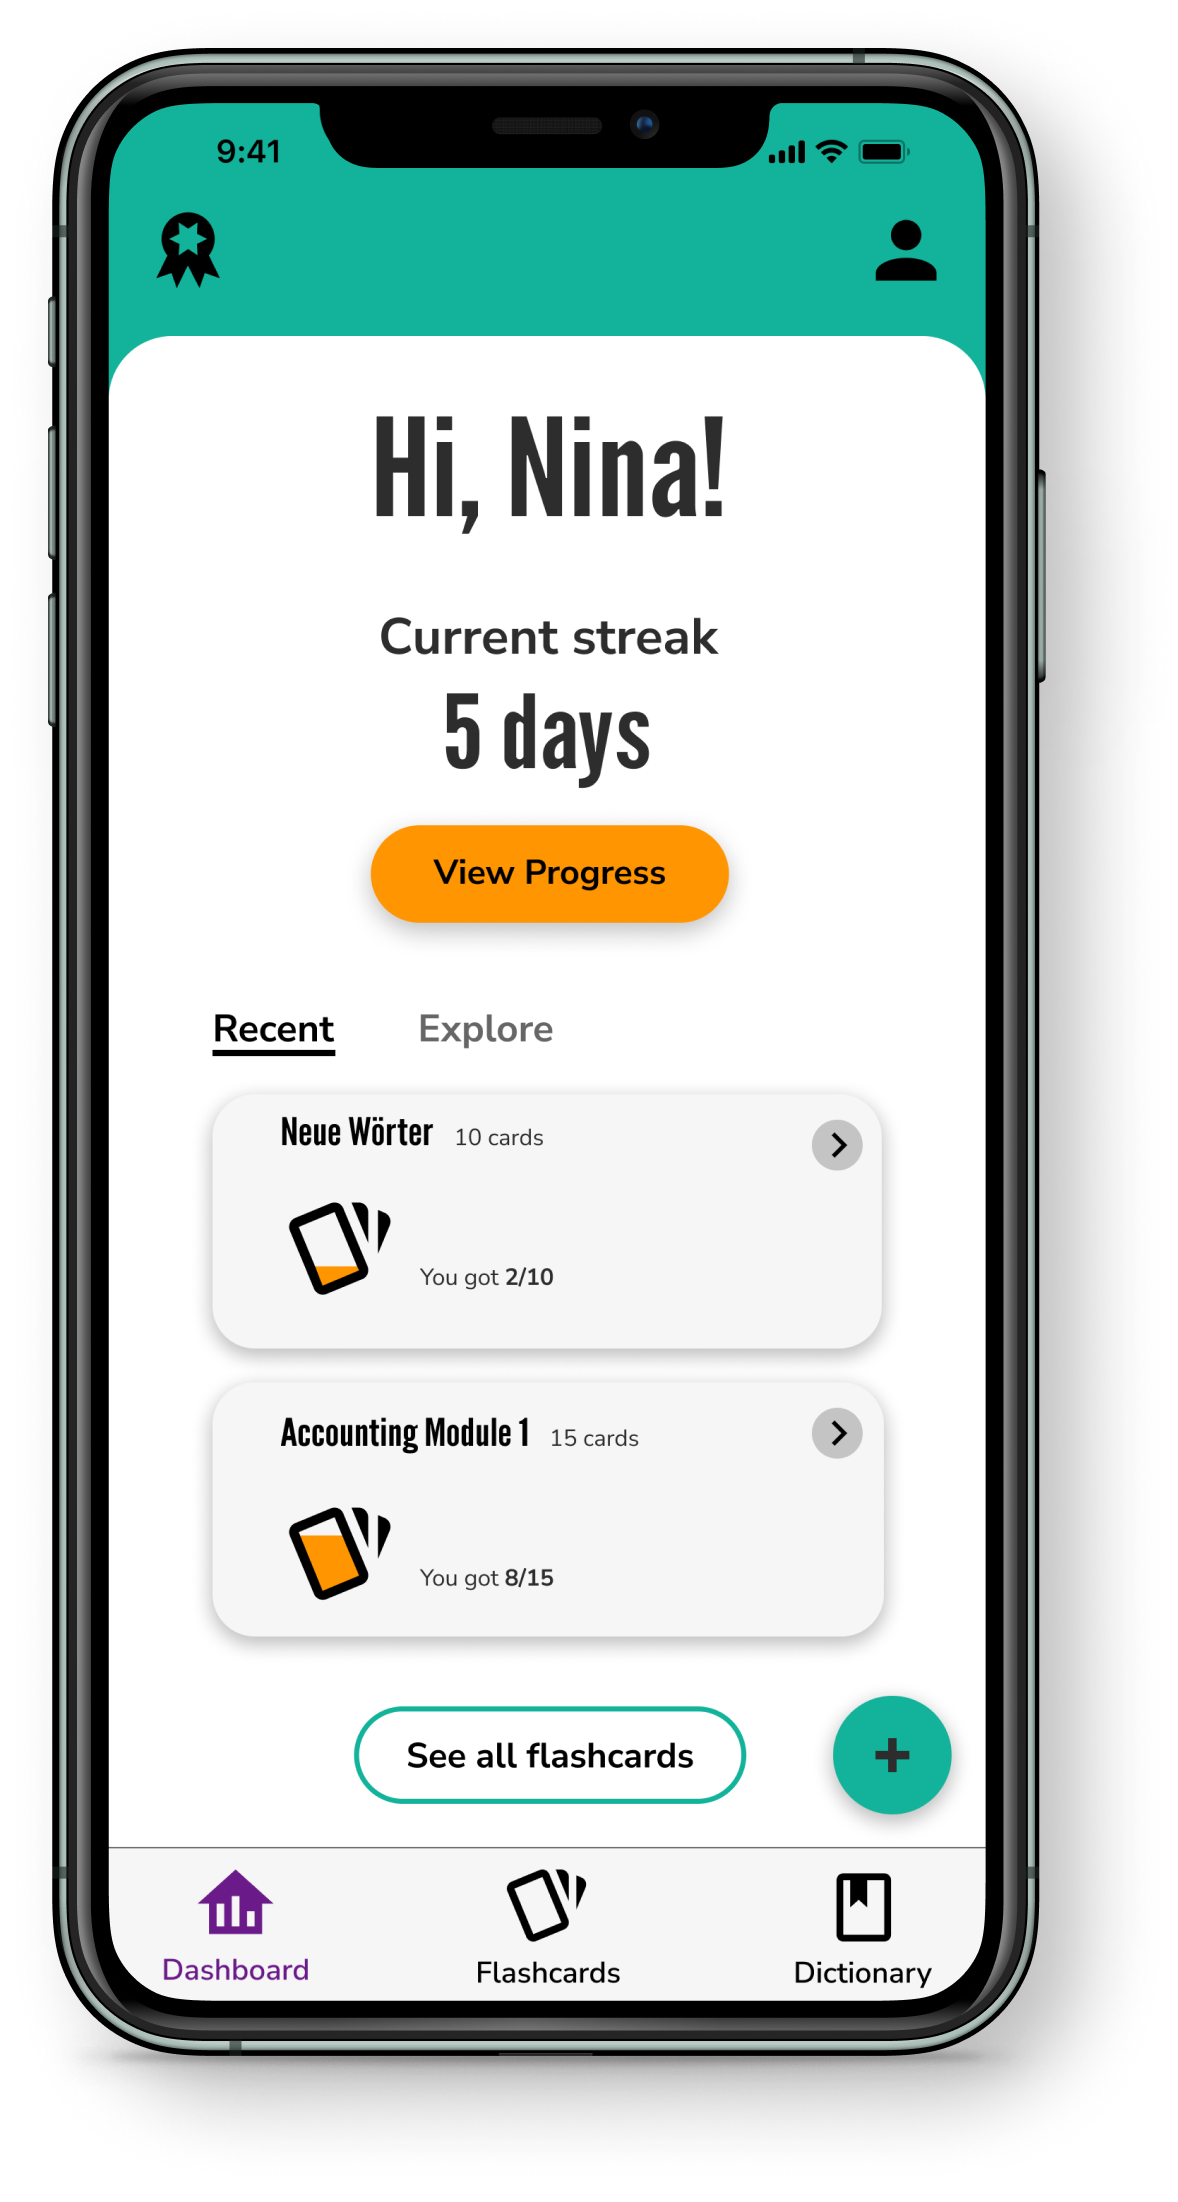 9:41
Hi, Nina!
Current streak
5 days
View Progress
Recent Explore
Neue Wörter 10 cards
You got 2/10
Accounting Module 1 15 cards
You got 8/15
See all flashcards
+
Dashboard Flashcards Dictionary